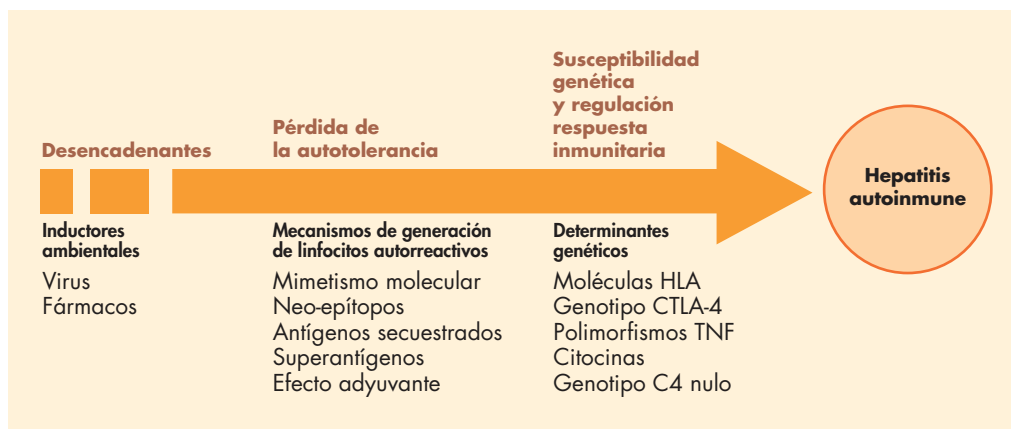 Desencadenantes
Inductores
ambientales
Virus
Fármacos
Pérdida de
la autotolerancia
Mecanismos de generación
de linfocitos autorreactivos
Mimetismo molecular
Neo-epítopos
Antígenos secuestrados
Superantígenos
Efecto adyuvante
Susceptibilidad
genética
y regulación
respuesta
inmunitaria
Determinantes
genéticos
Moléculas HLA
Genotipo CTLA-4
Polimorfismos TNF
Citocinas
Genotipo C4 nulo
Hepatitis
autoinmune